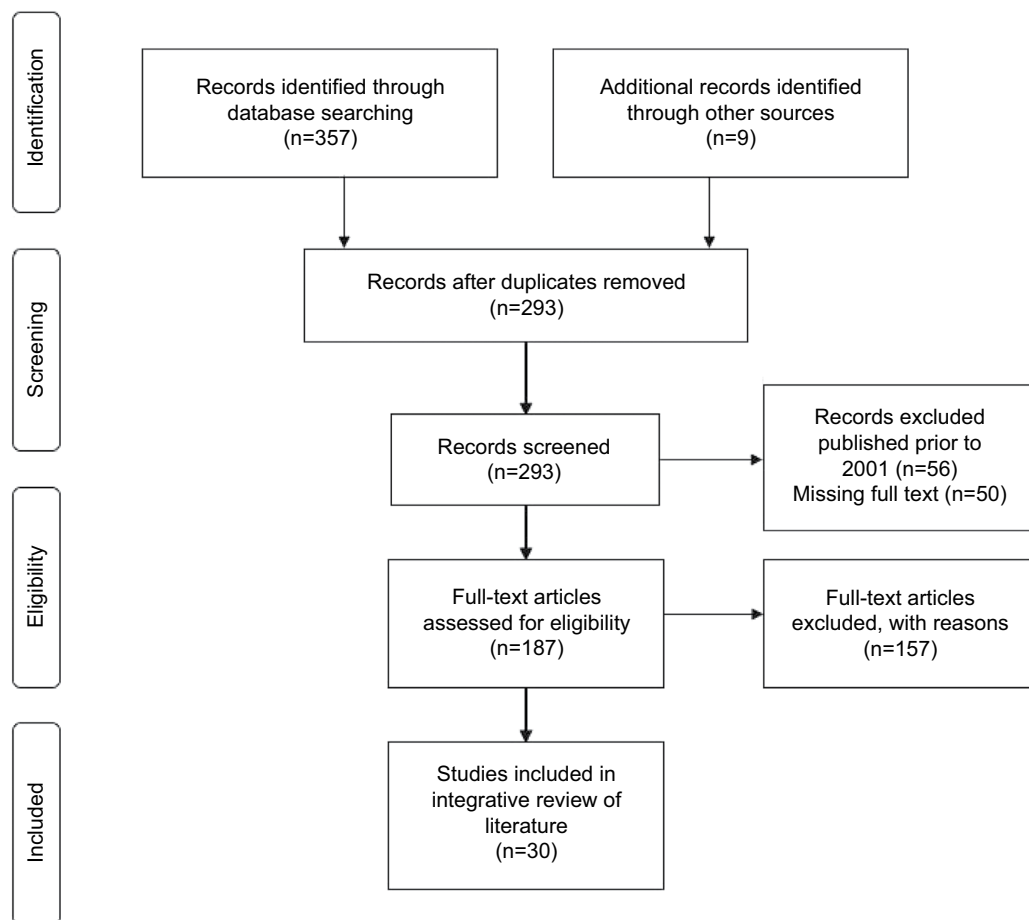 Identification
Records identified through
database searching
(n=357)
Additional records identified
through other sources
(n=9)
Screening
Records after duplicates removed
(n=293)
Records screened
(n=293)
Records excluded
published prior to
2001 (n=56)
Missing full text (n=50)
Eligibility
Full-text articles
assessed for eligibility
(n=187)
Full-text articles
excluded, with reasons
(n=157)
Included
Studies included in
integrative review of
literature
(n=30)